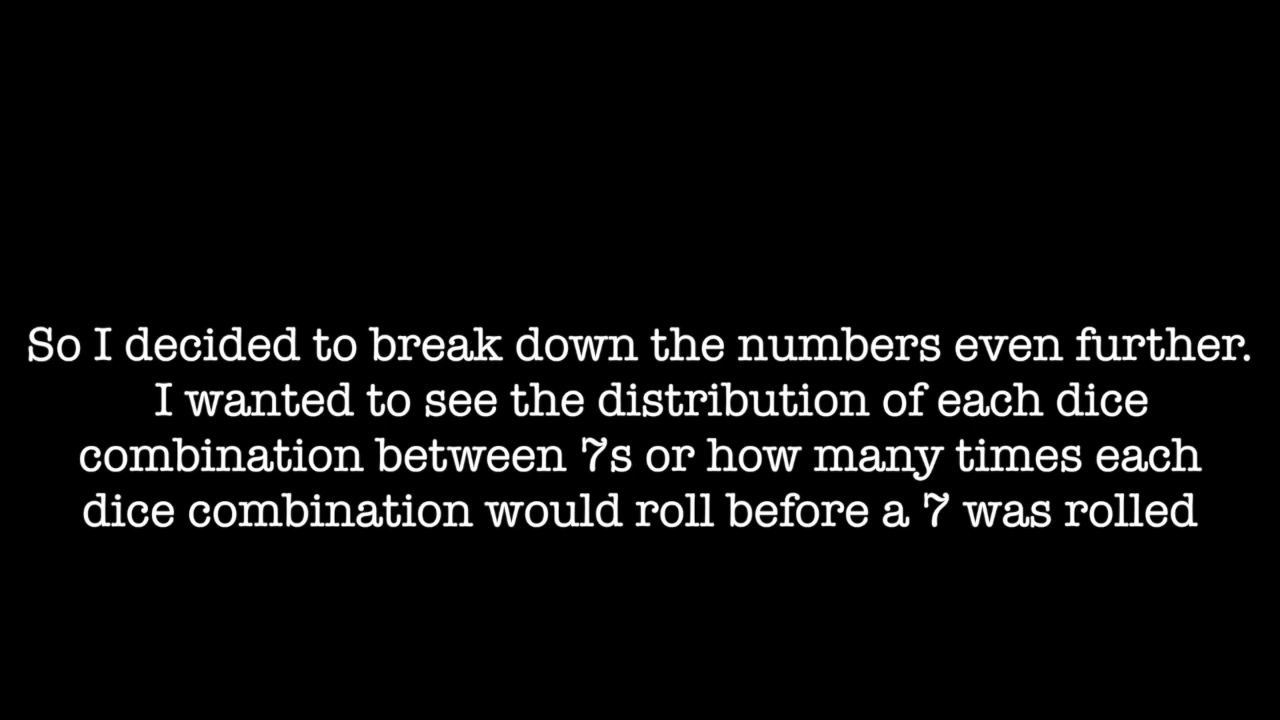 So I decided to break down the numbers even further.
I wanted to see the distribution of each dice
combination between 7s or how many times each
dice combination would roll before a 7 was rolled